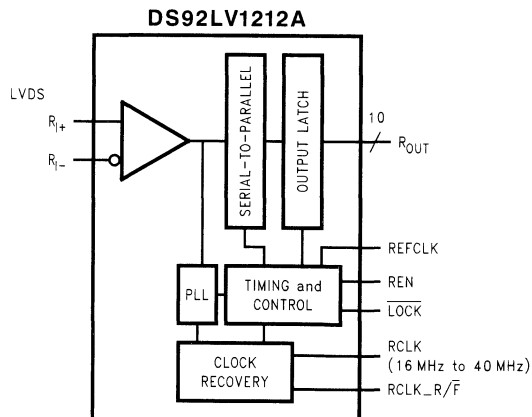 DS92LV1212A
LVDS
RI+
RI-
SERIAL-TO-PARALLEL
OUTPUT LATCH
10
ROUT
REFCLK
PLL
TIMING and
CONTROL
REN
L̅O̅C̅K̅
CLOCK
RECOVERY
RCLK
(16 MHz to 40 MHz)
RCLK_R/F̅